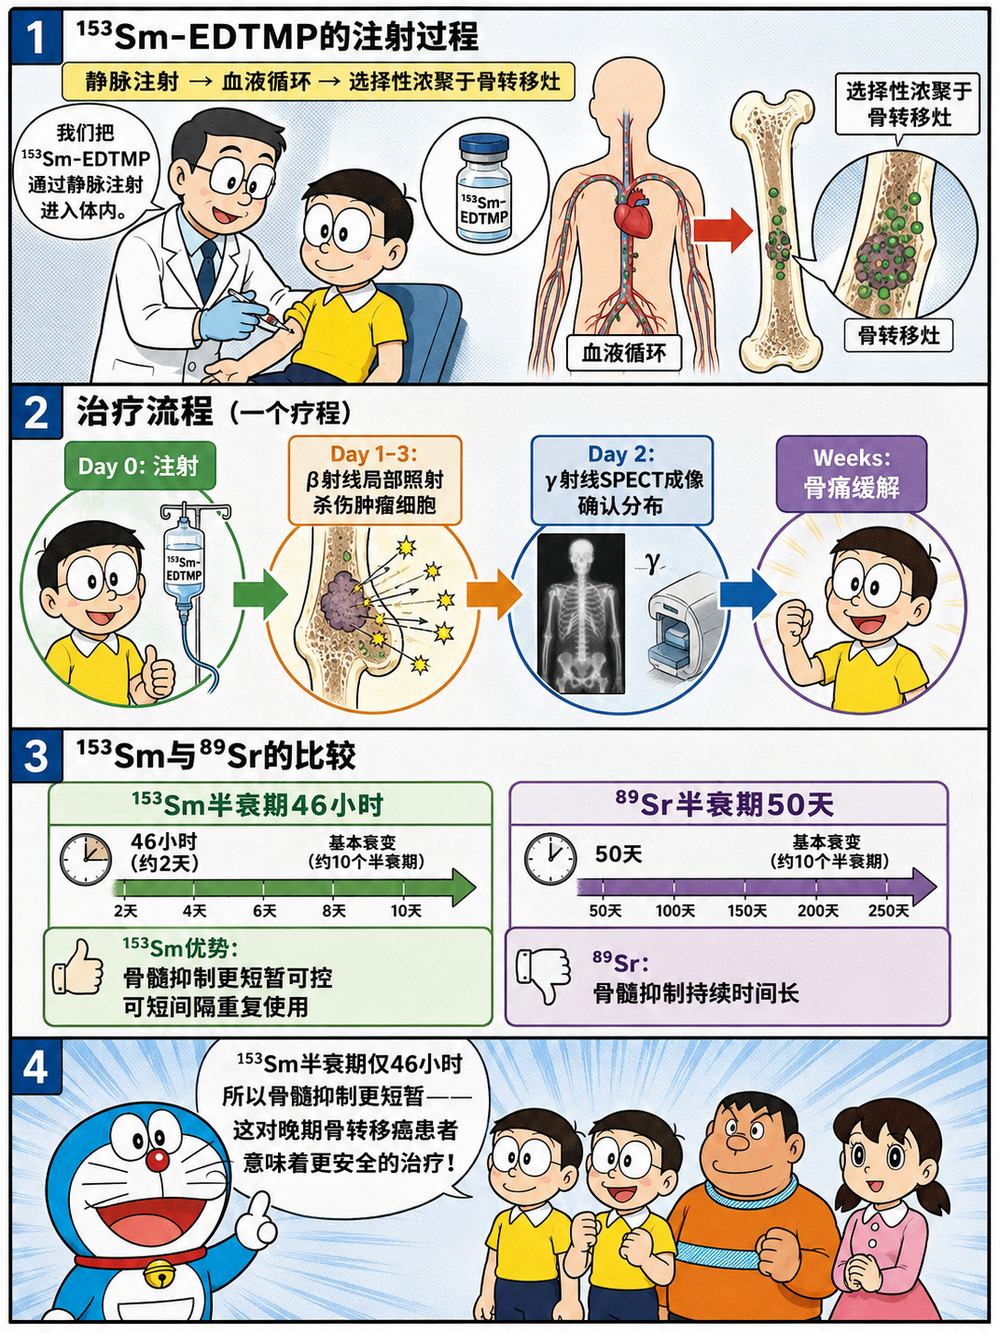 1
¹⁵³Sm-EDTMP的注射过程
静脉注射 → 血液循环 → 选择性浓聚于骨转移灶
我们把
¹⁵³Sm-EDTMP
通过静脉注射
进入体内。
¹⁵³Sm-
EDTMP
血液循环
选择性浓聚于
骨转移灶
骨转移灶
2
治疗流程（一个疗程）
Day 0: 注射
¹⁵³Sm-
EDTMP
Day 1-3:
β射线局部照射
杀伤肿瘤细胞
Day 2:
γ射线SPECT成像
确认分布
γ
Weeks:
骨痛缓解
3
¹⁵³Sm与⁸⁹Sr的比较
¹⁵³Sm半衰期46小时
46小时
（约2天）
基本衰变
（约10个半衰期）
2天 4天 6天 8天 10天
¹⁵³Sm优势:
骨髓抑制更短暂可控
可短间隔重复使用
⁸⁹Sr半衰期50天
50天
基本衰变
（约10个半衰期）
50天 100天 150天 200天 250天
⁸⁹Sr:
骨髓抑制持续时间长
4
¹⁵³Sm半衰期仅46小时
所以骨髓抑制更短暂——
这对晚期骨转移癌患者
意味着更安全的治疗！